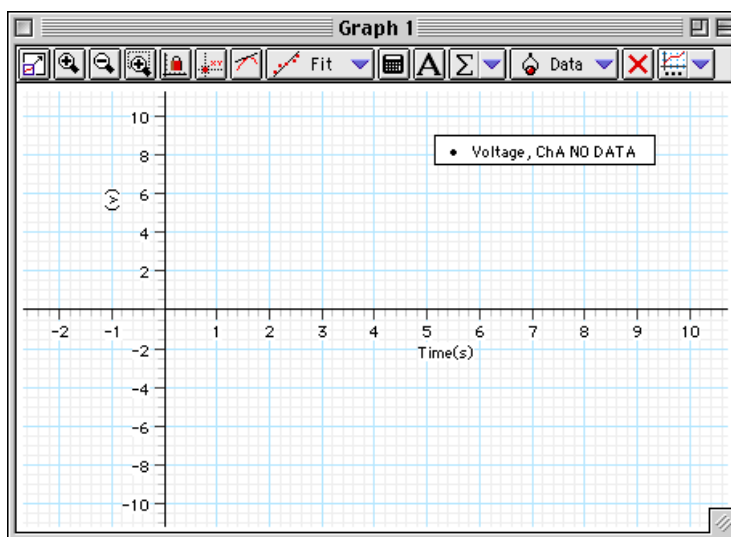 Graph 1
xy
Fit
A
Σ
Data
Voltage, ChA NO DATA
10
8
(V)
6
4
2
-2 -1 1 2 3 4 5 6 7 8 9 10
Time(s)
-2
-4
-6
-8
-10